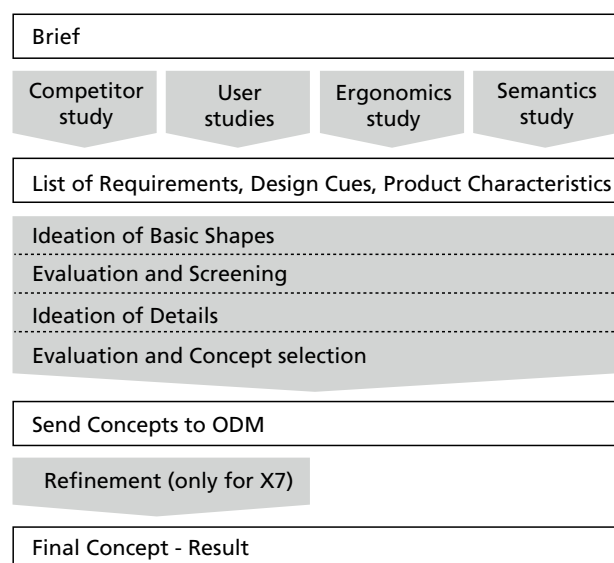 Brief
Competitor
study
User
studies
Ergonomics
study
Semantics
study
List of Requirements, Design Cues, Product Characteristics
Ideation of Basic Shapes
Evaluation and Screening
Ideation of Details
Evaluation and Concept selection
Send Concepts to ODM
Refinement (only for X7)
Final Concept - Result